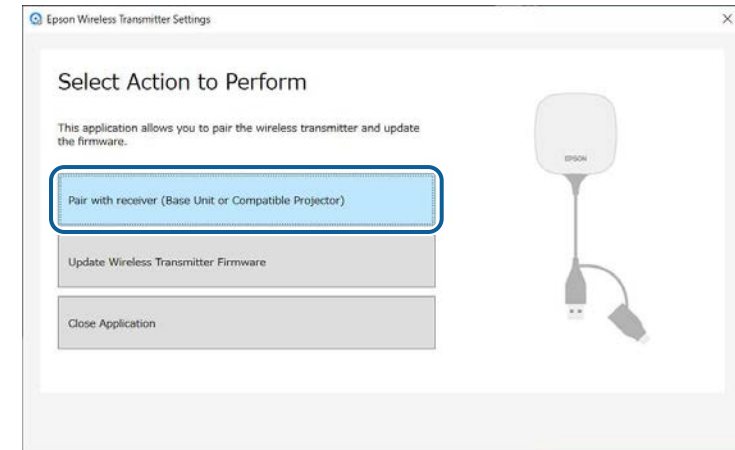 Epson Wireless Transmitter Settings
Select Action to Perform
This application allows you to pair the wireless transmitter and update
the firmware.
EPSON
Pair with receiver (Base Unit or Compatible Projector)
Update Wireless Transmitter Firmware
Close Application